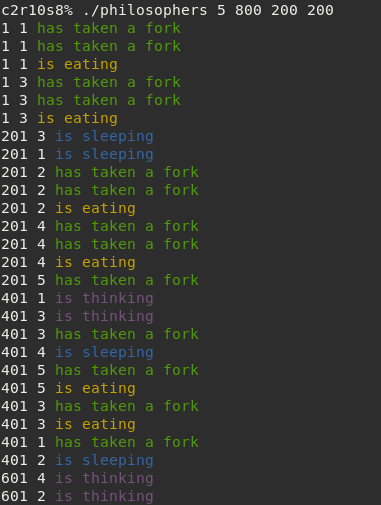 c2r10s8% ./philosophers 5 800 200 200
1 1 has taken a fork
1 1 has taken a fork
1 1 is eating
1 3 has taken a fork
1 3 has taken a fork
1 3 is eating
201 3 is sleeping
201 1 is sleeping
201 2 has taken a fork
201 2 has taken a fork
201 2 is eating
201 4 has taken a fork
201 4 has taken a fork
201 4 is eating
201 5 has taken a fork
401 1 is thinking
401 3 is thinking
401 3 has taken a fork
401 4 is sleeping
401 5 has taken a fork
401 5 is eating
401 3 has taken a fork
401 3 is eating
401 1 has taken a fork
401 2 is sleeping
601 4 is thinking
601 2 is thinking